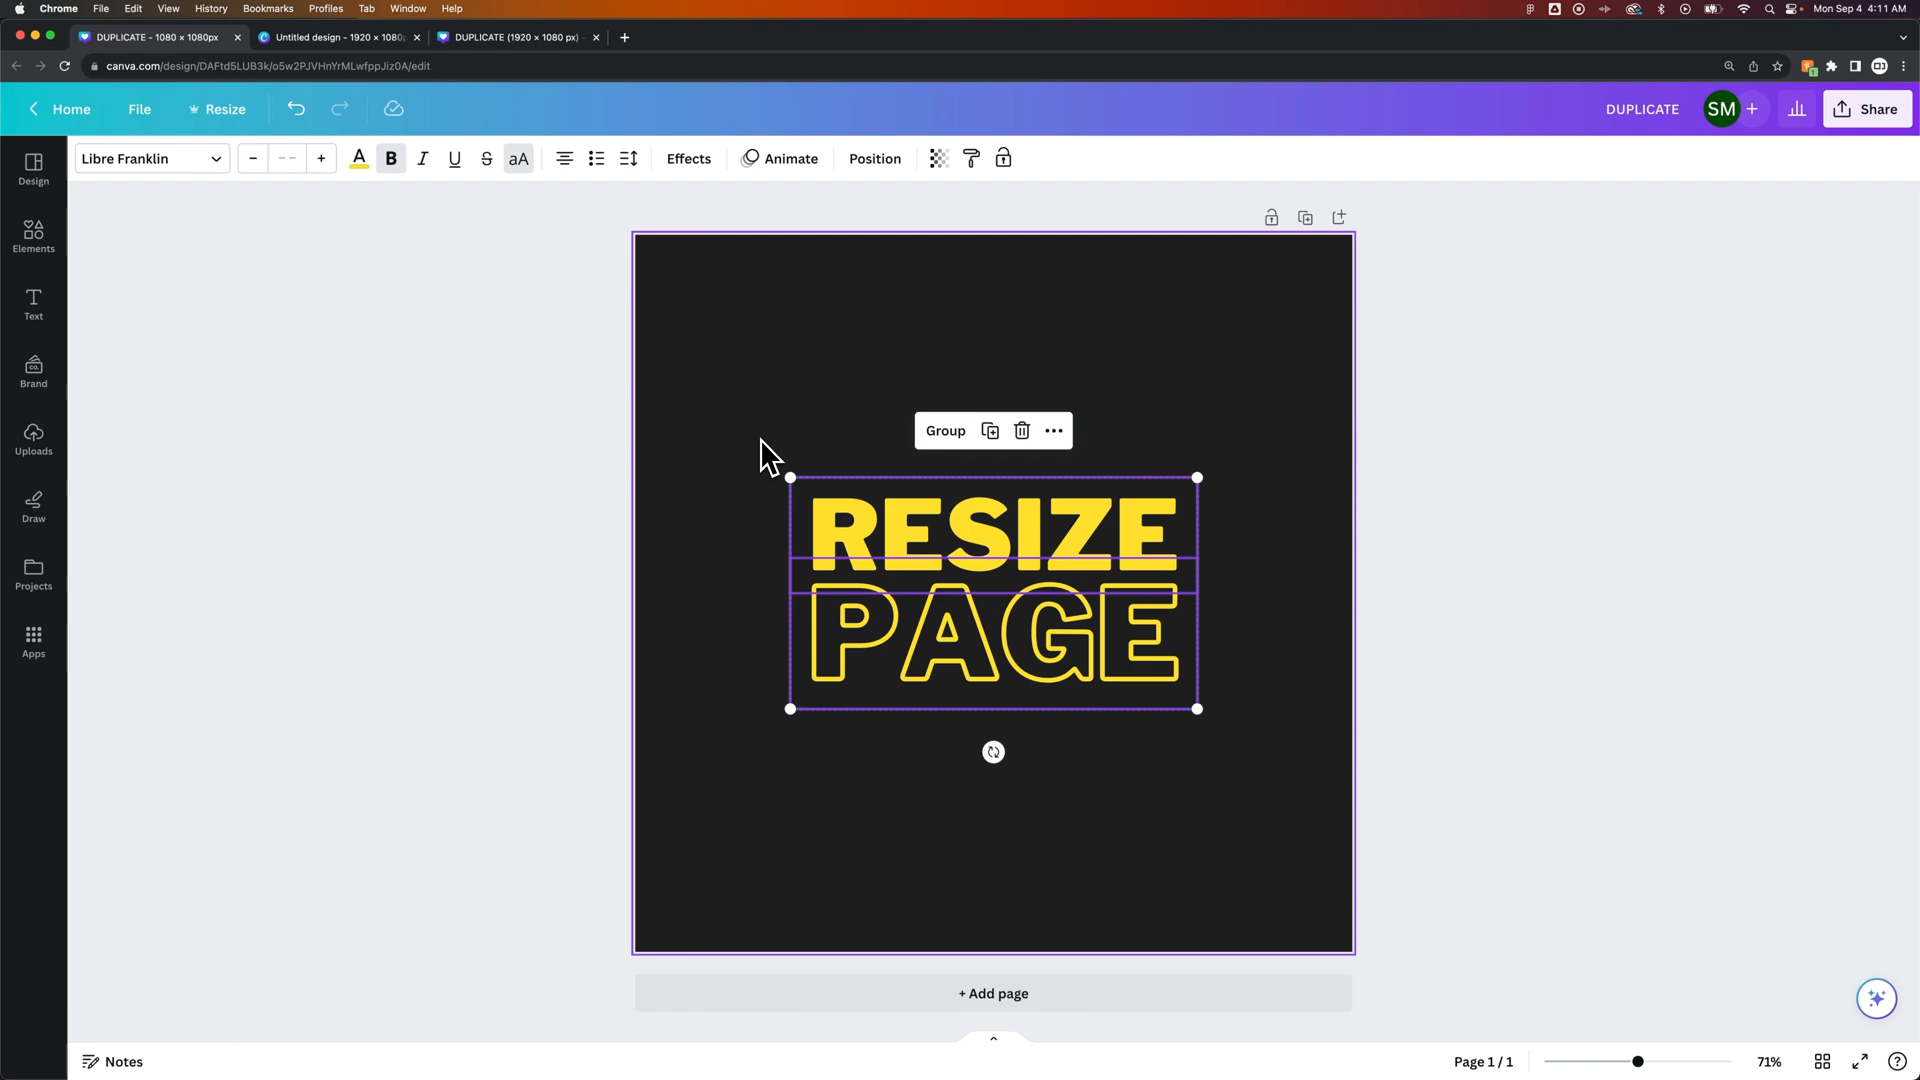 Chrome File Edit View History Bookmarks Profiles Tab Window Help Mon Sep 4 4:11 AM
DUPLICATE - 1080 × 1080px Untitled design - 1920 × 1080p DUPLICATE (1920 × 1080 px)
canva.com/design/DAFtd5LUB3k/o5w2PJVHnYrMLwfppJiz0A/edit
Home File Resize DUPLICATE SM + Share
Libre Franklin − -- + A B I U S aA Effects Animate Position
Design
Elements
Text
Brand
Uploads
Draw
Projects
Apps
Group
RESIZE
PAGE
+ Add page
Notes Page 1 / 1 71%